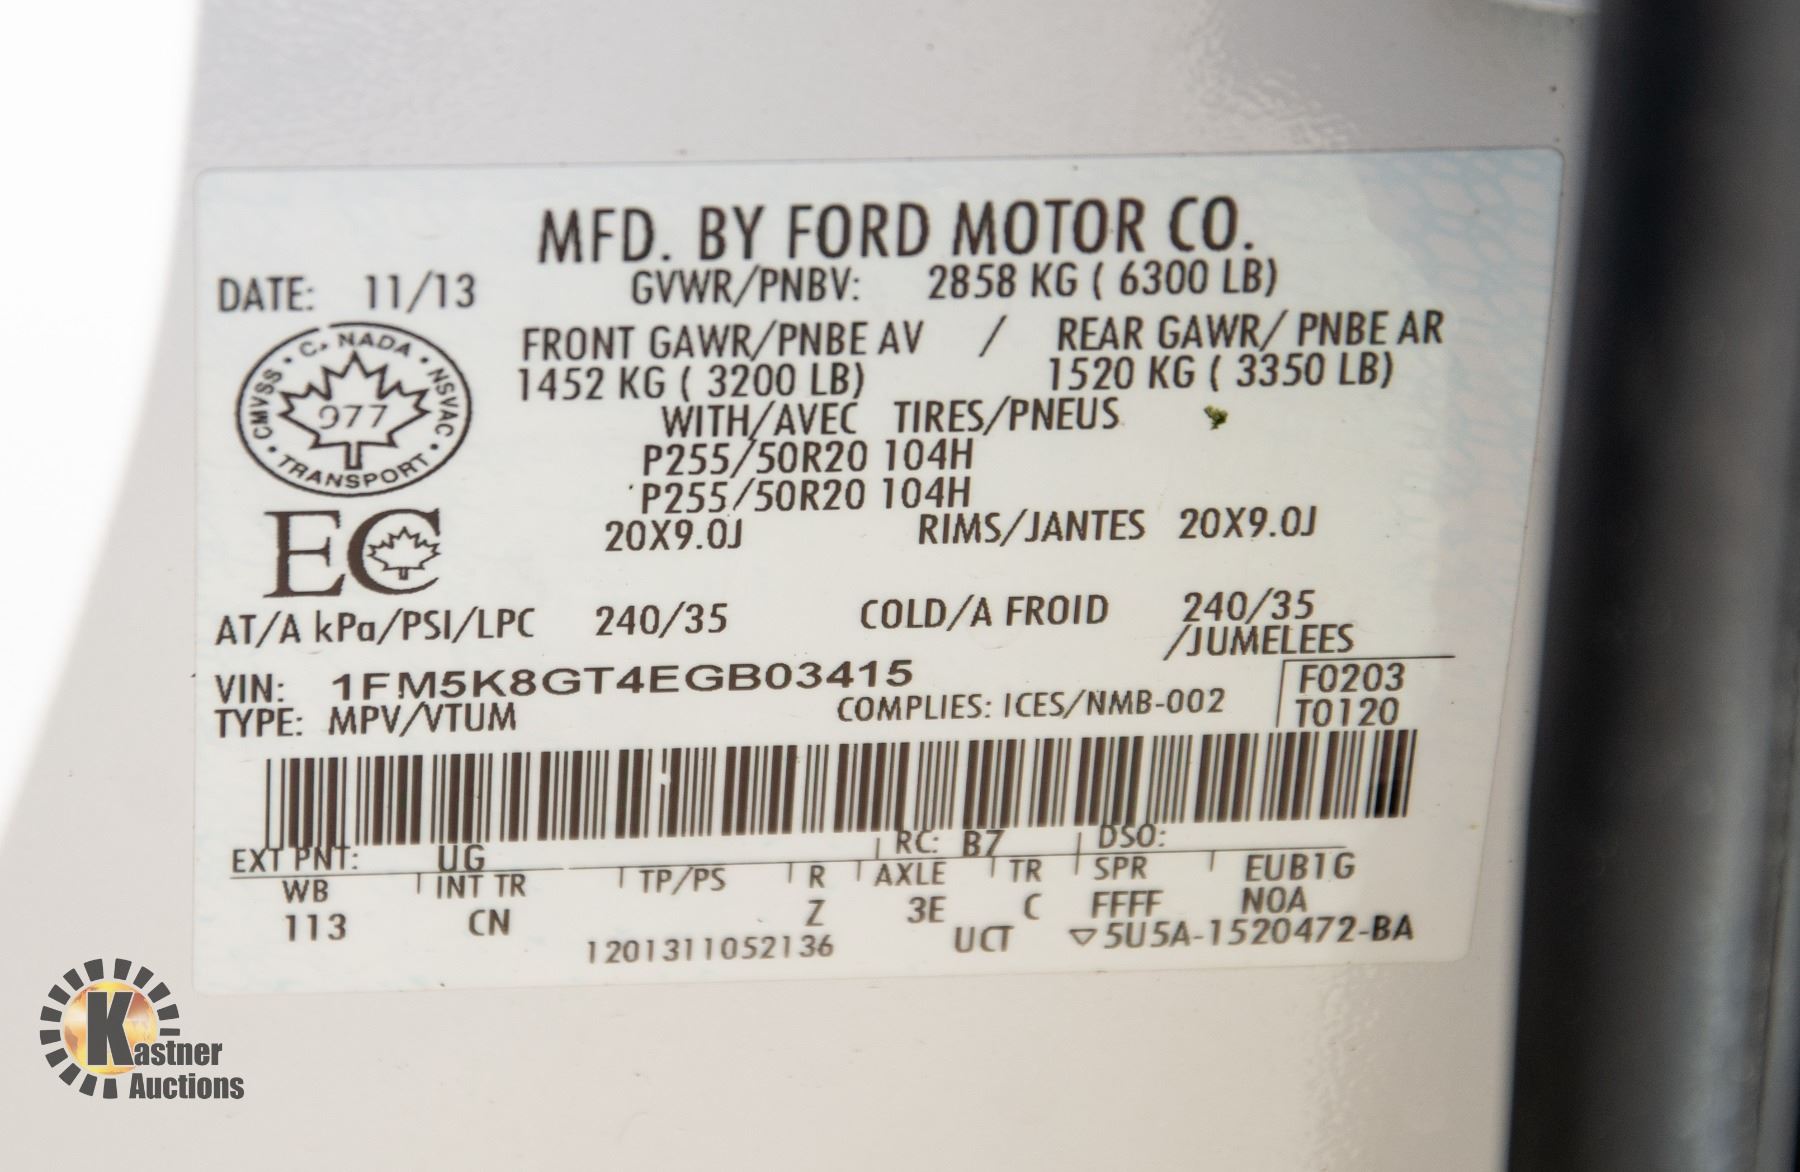 MFD. BY FORD MOTOR CO.
DATE: 11/13 GVWR/PNBV: 2858 KG ( 6300 LB)
FRONT GAWR/PNBE AV / REAR GAWR/ PNBE AR
1452 KG ( 3200 LB) 1520 KG ( 3350 LB)
WITH/AVEC TIRES/PNEUS
P255/50R20 104H
P255/50R20 104H
20X9.0J RIMS/JANTES 20X9.0J
CANADA
CMVSS NSVAC
977
TRANSPORT
EC
AT/A kPa/PSI/LPC 240/35 COLD/A FROID 240/35
/JUMELEES
VIN: 1FM5K8GT4EGB03415 F0203
TYPE: MPV/VTUM COMPLIES: ICES/NMB-002 T0120
EXT PNT: UG RC: B7 DSO:
WB INT TR TP/PS R AXLE TR SPR EUB1G
113 CN Z 3E C FFFF NOA
1201311052136 UCT ▽5U5A-1520472-BA
Kastner
Auctions